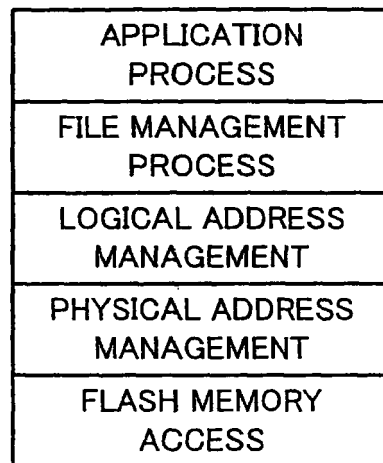 APPLICATION
PROCESS
FILE MANAGEMENT
PROCESS
LOGICAL ADDRESS
MANAGEMENT
PHYSICAL ADDRESS
MANAGEMENT
FLASH MEMORY
ACCESS